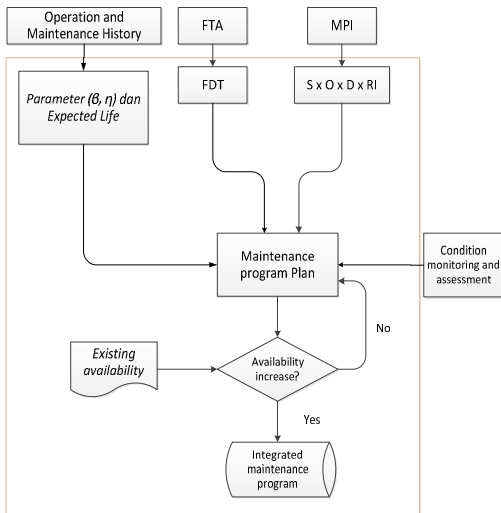 Operation and
Maintenance History
FTA
MPI
Parameter (β, η) dan
Expected Life
FDT
S x O x D x RI
Maintenance
program Plan
Condition
monitoring and
assessment
No
Existing
availability
Availability
increase?
Yes
Integrated
maintenance
program